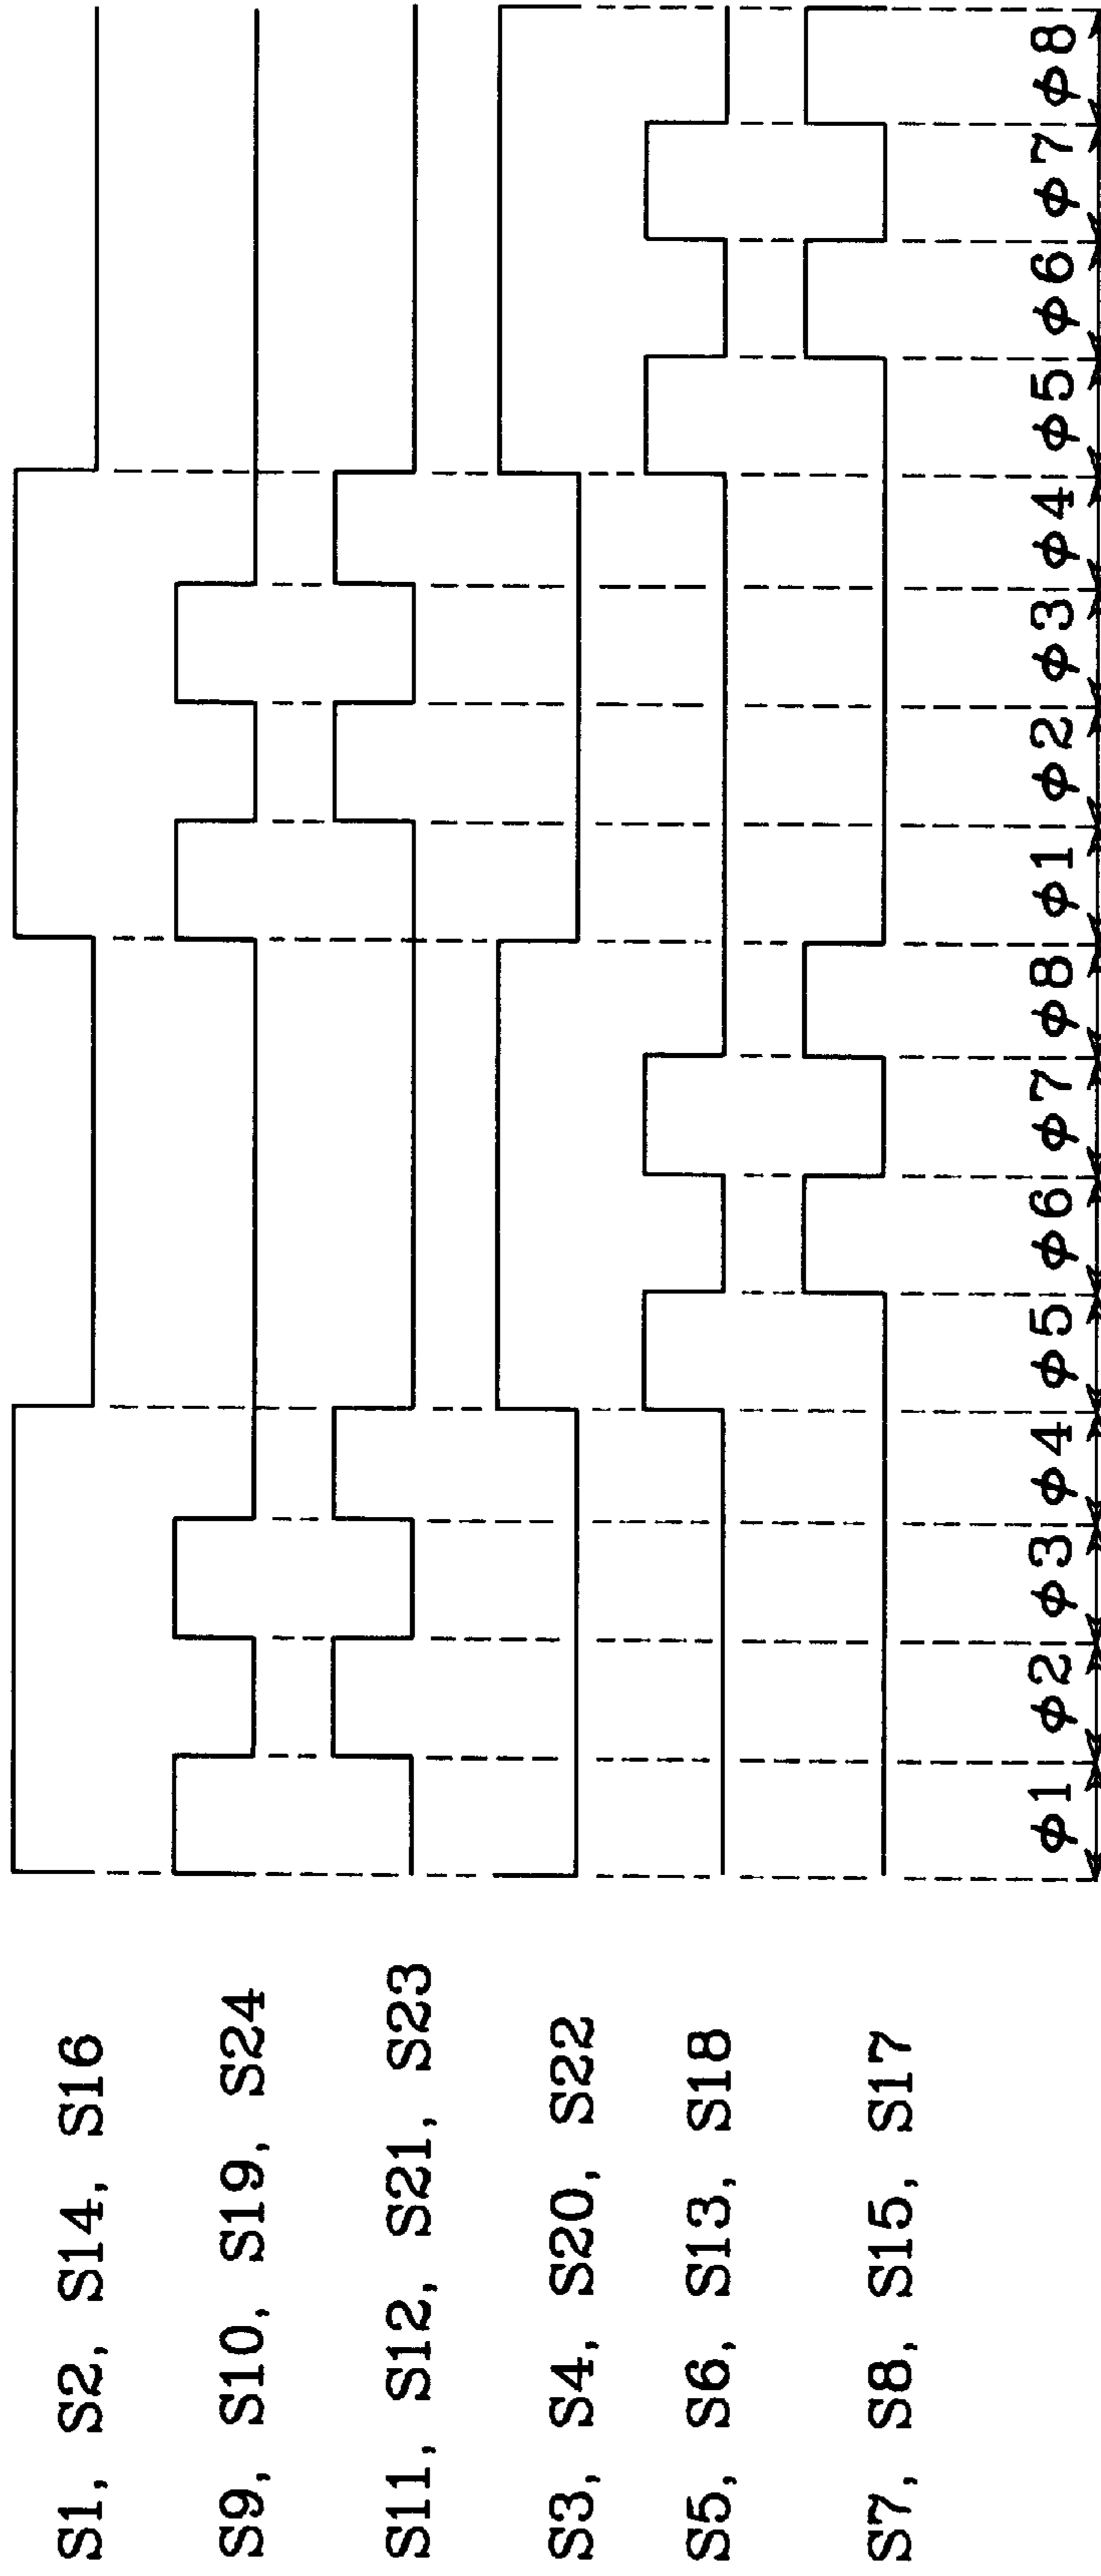 S1, S2, S14, S16
S9, S10, S19, S24
S11, S12, S21, S23
S3, S4, S20, S22
S5, S6, S13, S18
S7, S8, S15, S17
ϕ1 ϕ2 ϕ3 ϕ4 ϕ5 ϕ6 ϕ7 ϕ8 ϕ1 ϕ2 ϕ3 ϕ4 ϕ5 ϕ6 ϕ7 ϕ8